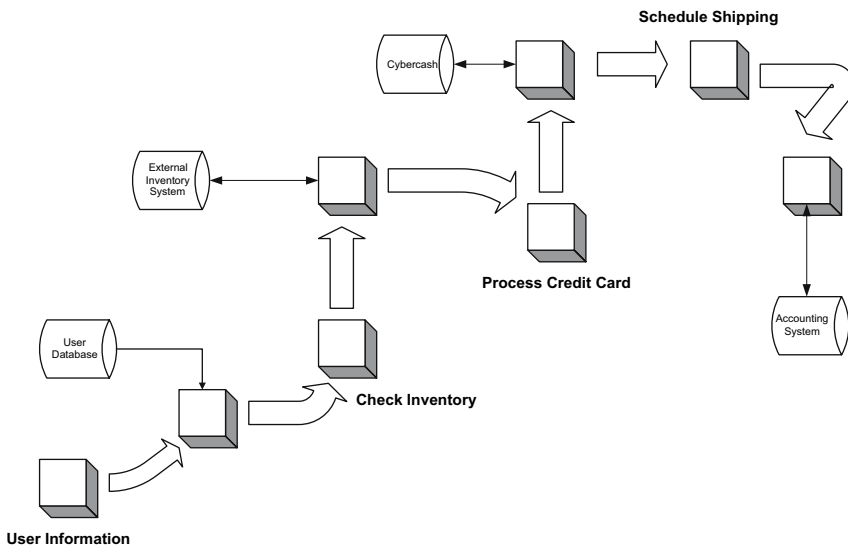 Schedule Shipping
Cybercash
External
Inventory
System
Process Credit Card
Accounting
System
User
Database
Check Inventory
User Information